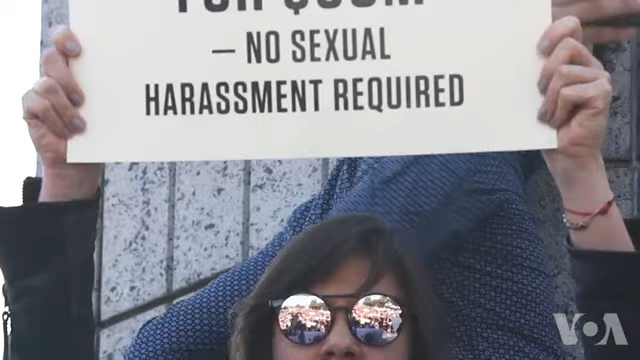 – NO SEXUAL
HARASSMENT REQUIRED
VOA